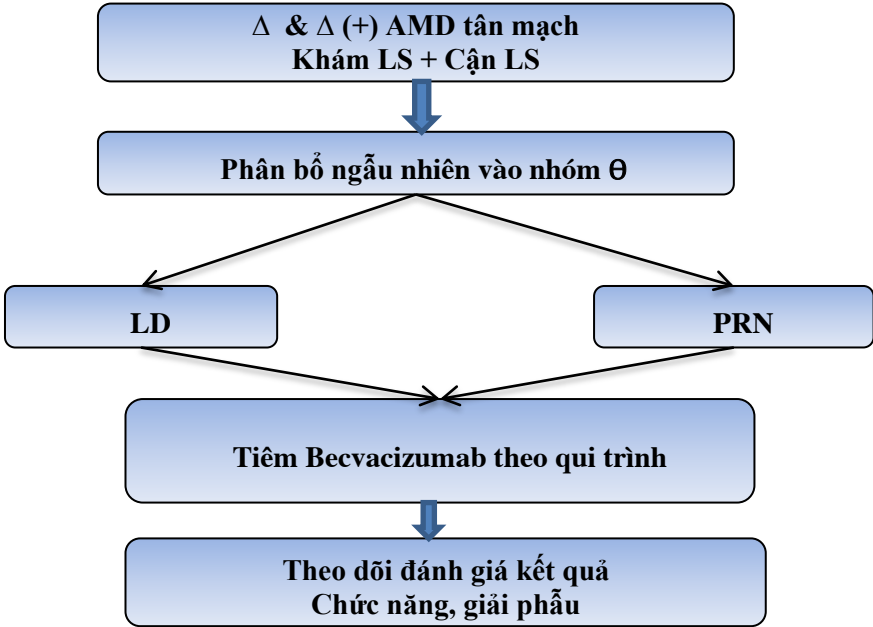 Δ & Δ (+) AMD tân mạch
Khám LS + Cận LS
Phân bổ ngẫu nhiên vào nhóm Ɵ
LD
PRN
Tiêm Becvacizumab theo qui trình
Theo dõi đánh giá kết quả
Chức năng, giải phẫu